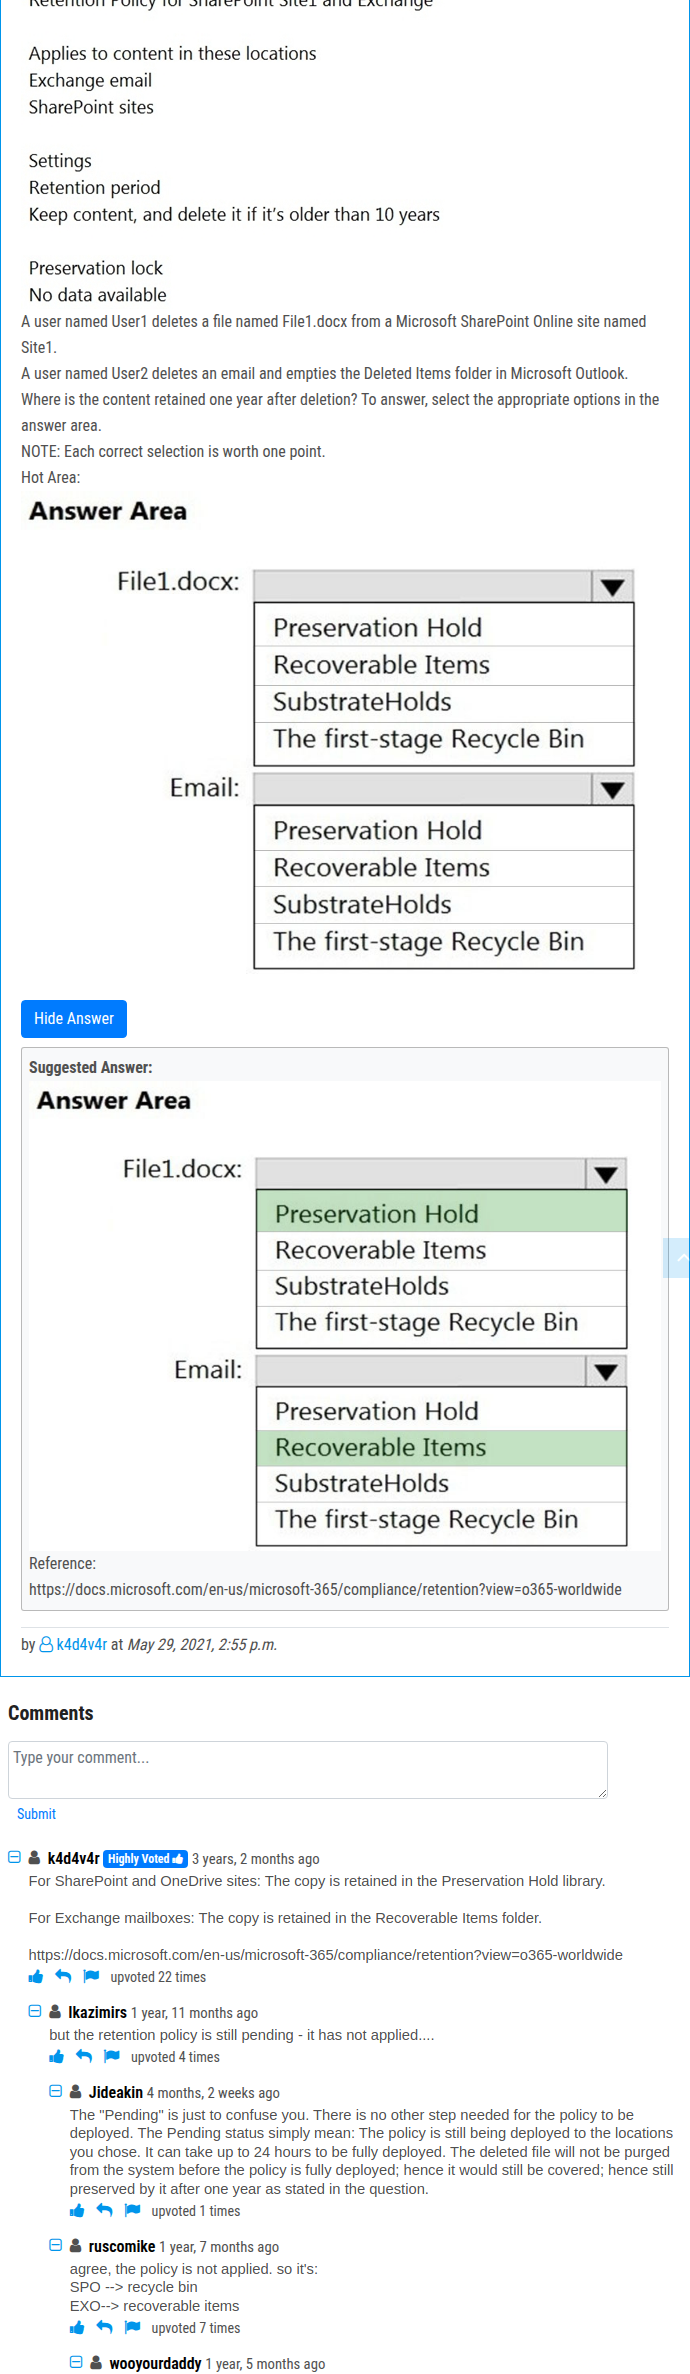 Retention Policy for SharePoint Site1 and Exchange
Applies to content in these locations
Exchange email
SharePoint sites
Settings
Retention period
Keep content, and delete it if it's older than 10 years
Preservation lock
No data available
A user named User1 deletes a file named File1.docx from a Microsoft SharePoint Online site named
Site1.
A user named User2 deletes an email and empties the Deleted Items folder in Microsoft Outlook.
Where is the content retained one year after deletion? To answer, select the appropriate options in the
answer area.
NOTE: Each correct selection is worth one point.
Hot Area:
Answer Area
File1.docx:
Preservation Hold
Recoverable Items
SubstrateHolds
The first-stage Recycle Bin
Email:
Preservation Hold
Recoverable Items
SubstrateHolds
The first-stage Recycle Bin
Hide Answer
Suggested Answer:
Answer Area
File1.docx:
Preservation Hold
Recoverable Items
SubstrateHolds
The first-stage Recycle Bin
Email:
Preservation Hold
Recoverable Items
SubstrateHolds
The first-stage Recycle Bin
Reference:
https://docs.microsoft.com/en-us/microsoft-365/compliance/retention?view=o365-worldwide
by k4d4v4r at May 29, 2021, 2:55 p.m.
Comments
Type your comment...
Submit
k4d4v4r Highly Voted 3 years, 2 months ago
For SharePoint and OneDrive sites: The copy is retained in the Preservation Hold library.
For Exchange mailboxes: The copy is retained in the Recoverable Items folder.
https://docs.microsoft.com/en-us/microsoft-365/compliance/retention?view=o365-worldwide
upvoted 22 times
lkazimirs 1 year, 11 months ago
but the retention policy is still pending - it has not applied....
upvoted 4 times
Jideakin 4 months, 2 weeks ago
The "Pending" is just to confuse you. There is no other step needed for the policy to be
deployed. The Pending status simply mean: The policy is still being deployed to the locations
you chose. It can take up to 24 hours to be fully deployed. The deleted file will not be purged
from the system before the policy is fully deployed; hence it would still be covered; hence still
preserved by it after one year as stated in the question.
upvoted 1 times
ruscomike 1 year, 7 months ago
agree, the policy is not applied. so it's:
SPO --> recycle bin
EXO--> recoverable items
upvoted 7 times
wooyourdaddy 1 year, 5 months ago